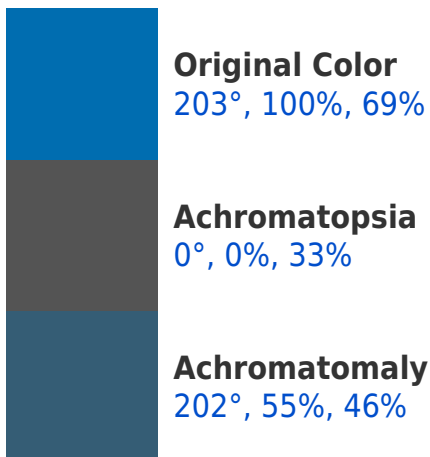 Original Color
203°, 100%, 69%
Achromatopsia
0°, 0%, 33%
Achromatomaly
202°, 55%, 46%